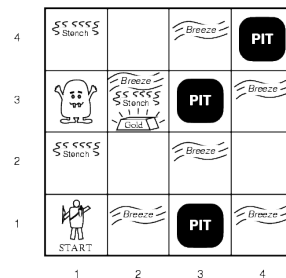 4
Stench
Breeze
PIT
3
Breeze
Stench
Gold
PIT
Breeze
2
Stench
Breeze
1
START
Breeze
PIT
Breeze
1 2 3 4